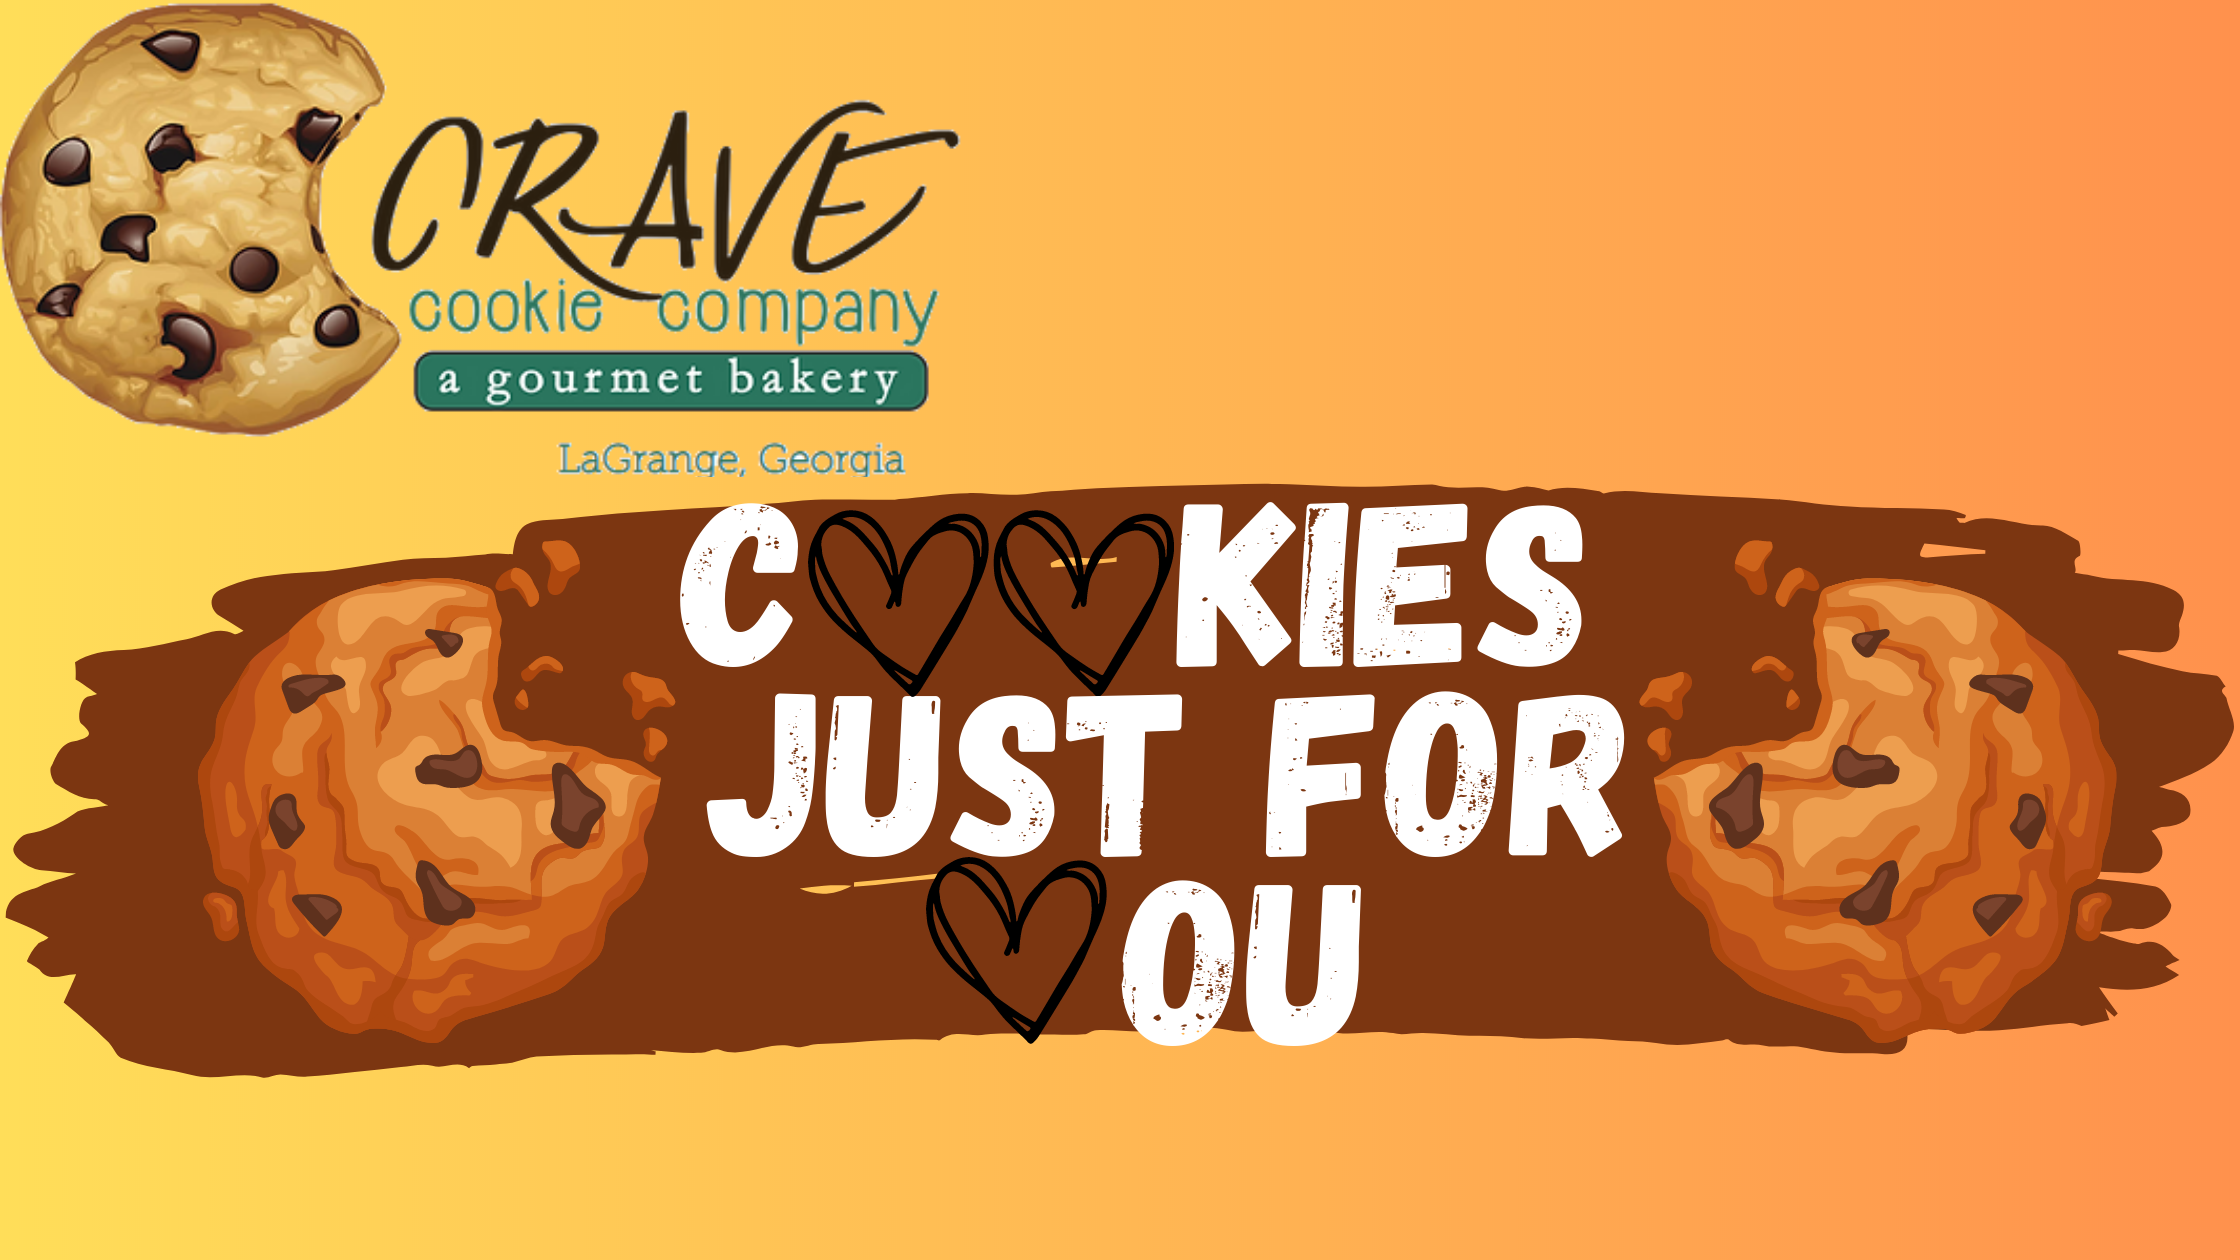 CRAVE
cookie company
a gourmet bakery
LaGrange, Georgia
C♡♡KIES
JUST FOR
♡OU